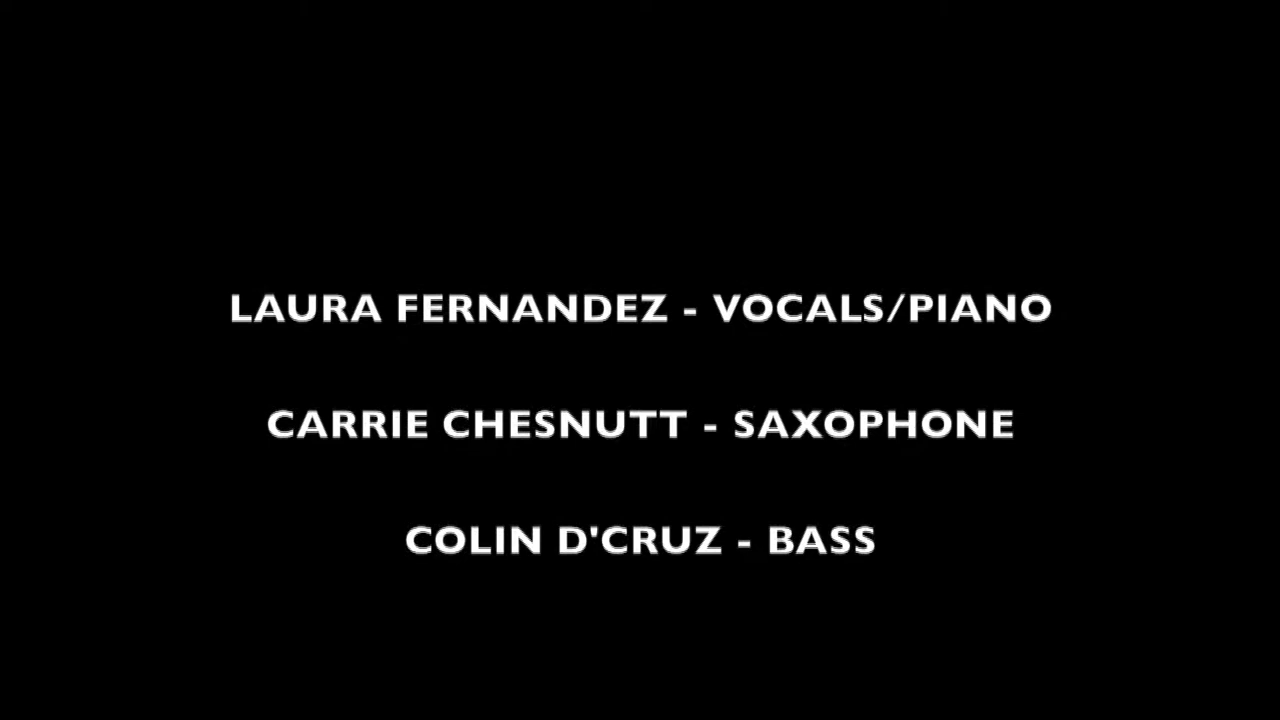 LAURA FERNANDEZ - VOCALS/PIANO
CARRIE CHESNUTT - SAXOPHONE
COLIN D'CRUZ - BASS